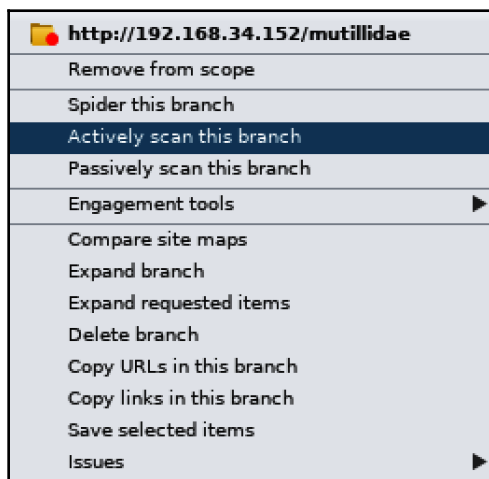 http://192.168.34.152/mutillidae
Remove from scope
Spider this branch
Actively scan this branch
Passively scan this branch
Engagement tools
Compare site maps
Expand branch
Expand requested items
Delete branch
Copy URLs in this branch
Copy links in this branch
Save selected items
Issues